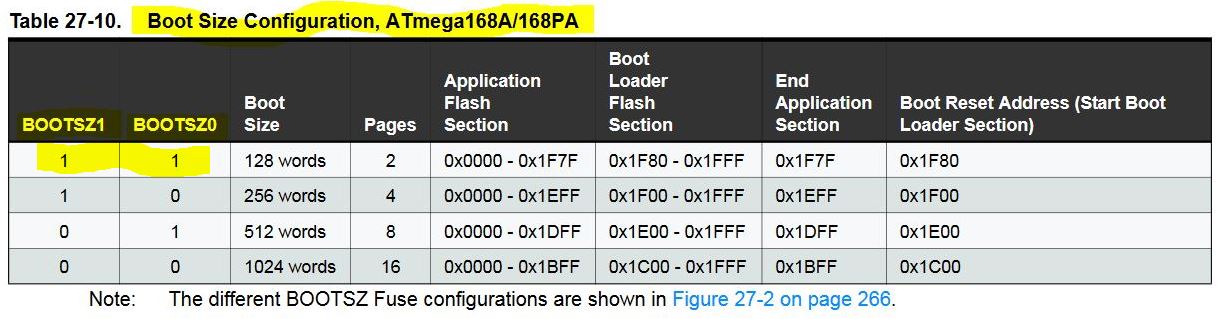 Table 27-10. Boot Size Configuration, ATmega168A/168PA
BOOTSZ1 BOOTSZ0 Boot Size Pages Application Flash Section Boot Loader Flash Section End Application Section Boot Reset Address (Start Boot Loader Section)
1 1 128 words 2 0x0000 - 0x1F7F 0x1F80 - 0x1FFF 0x1F7F 0x1F80
1 0 256 words 4 0x0000 - 0x1EFF 0x1F00 - 0x1FFF 0x1EFF 0x1F00
0 1 512 words 8 0x0000 - 0x1DFF 0x1E00 - 0x1FFF 0x1DFF 0x1E00
0 0 1024 words 16 0x0000 - 0x1BFF 0x1C00 - 0x1FFF 0x1BFF 0x1C00
Note: The different BOOTSZ Fuse configurations are shown in Figure 27-2 on page 266.